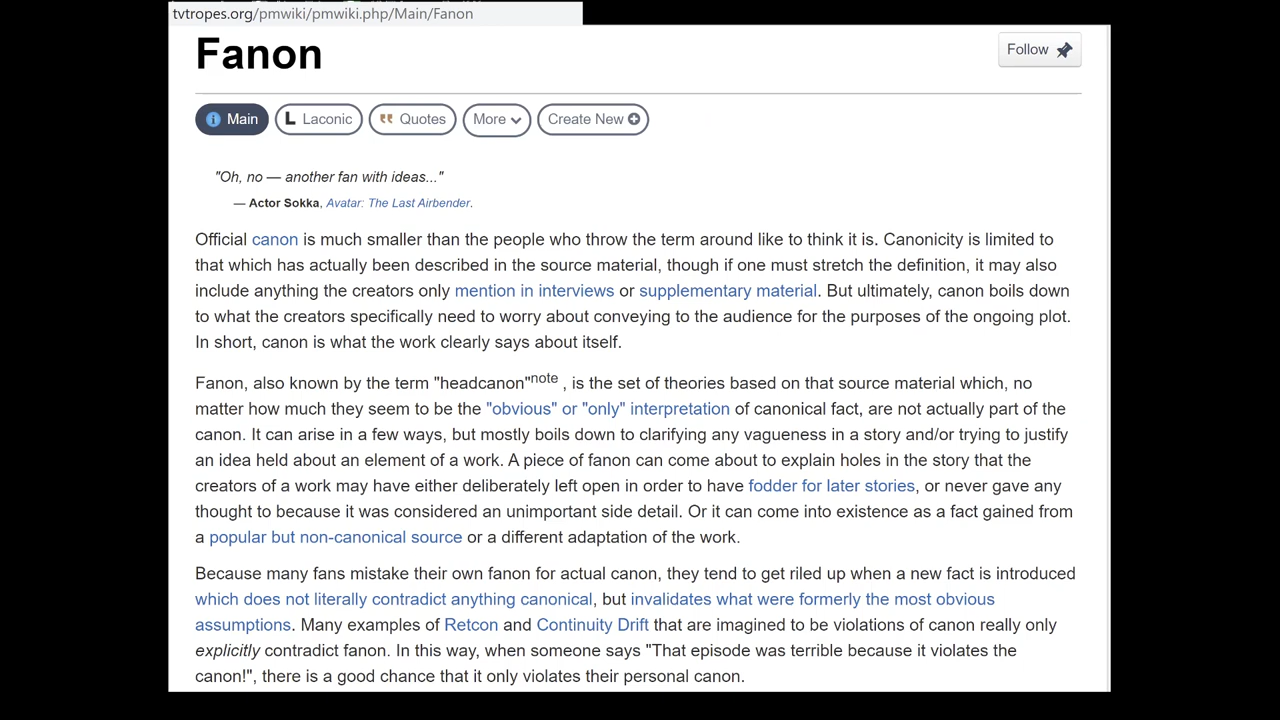 tvtropes.org/pmwiki/pmwiki.php/Main/Fanon
Fanon
Follow
Main
Laconic
Quotes
More
Create New
"Oh, no — another fan with ideas..."
— Actor Sokka, Avatar: The Last Airbender.
Official canon is much smaller than the people who throw the term around like to think it is. Canonicity is limited to
that which has actually been described in the source material, though if one must stretch the definition, it may also
include anything the creators only mention in interviews or supplementary material. But ultimately, canon boils down
to what the creators specifically need to worry about conveying to the audience for the purposes of the ongoing plot.
In short, canon is what the work clearly says about itself.
Fanon, also known by the term "headcanon"note , is the set of theories based on that source material which, no
matter how much they seem to be the "obvious" or "only" interpretation of canonical fact, are not actually part of the
canon. It can arise in a few ways, but mostly boils down to clarifying any vagueness in a story and/or trying to justify
an idea held about an element of a work. A piece of fanon can come about to explain holes in the story that the
creators of a work may have either deliberately left open in order to have fodder for later stories, or never gave any
thought to because it was considered an unimportant side detail. Or it can come into existence as a fact gained from
a popular but non-canonical source or a different adaptation of the work.
Because many fans mistake their own fanon for actual canon, they tend to get riled up when a new fact is introduced
which does not literally contradict anything canonical, but invalidates what were formerly the most obvious
assumptions. Many examples of Retcon and Continuity Drift that are imagined to be violations of canon really only
explicitly contradict fanon. In this way, when someone says "That episode was terrible because it violates the
canon!", there is a good chance that it only violates their personal canon.